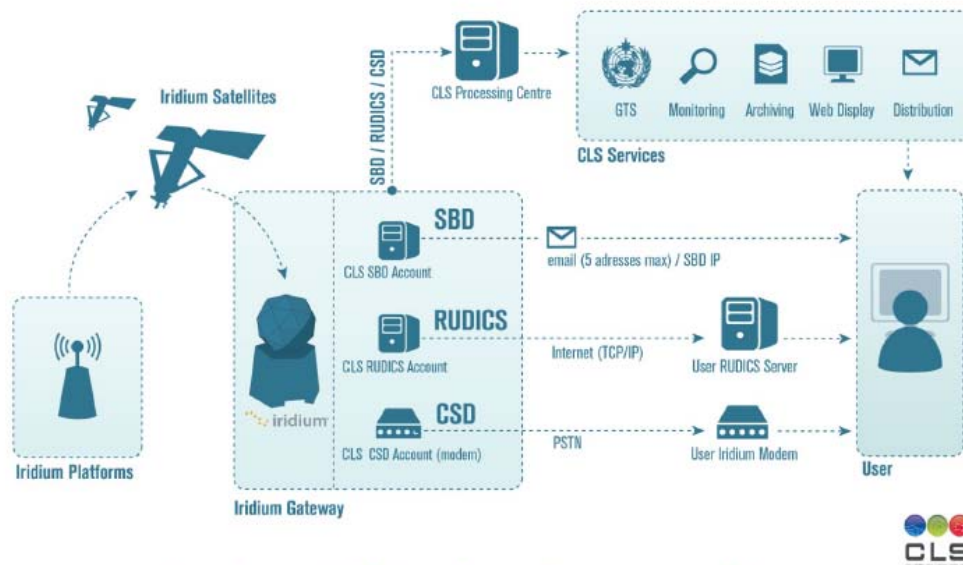 Iridium Satellites
SBD / RUDICS / CSD
CLS Processing Centre
GTS
Monitoring
Archiving
Web Display
Distribution
CLS Services
SBD
CLS SBD Account
email (5 adresses max) / SBD IP
RUDICS
CLS RUDICS Account
Internet (TCP/IP)
User RUDICS Server
iridium
CSD
CLS CSD Account (modem)
PSTN
User Iridium Modem
Iridium Platforms
Iridium Gateway
User
CLS